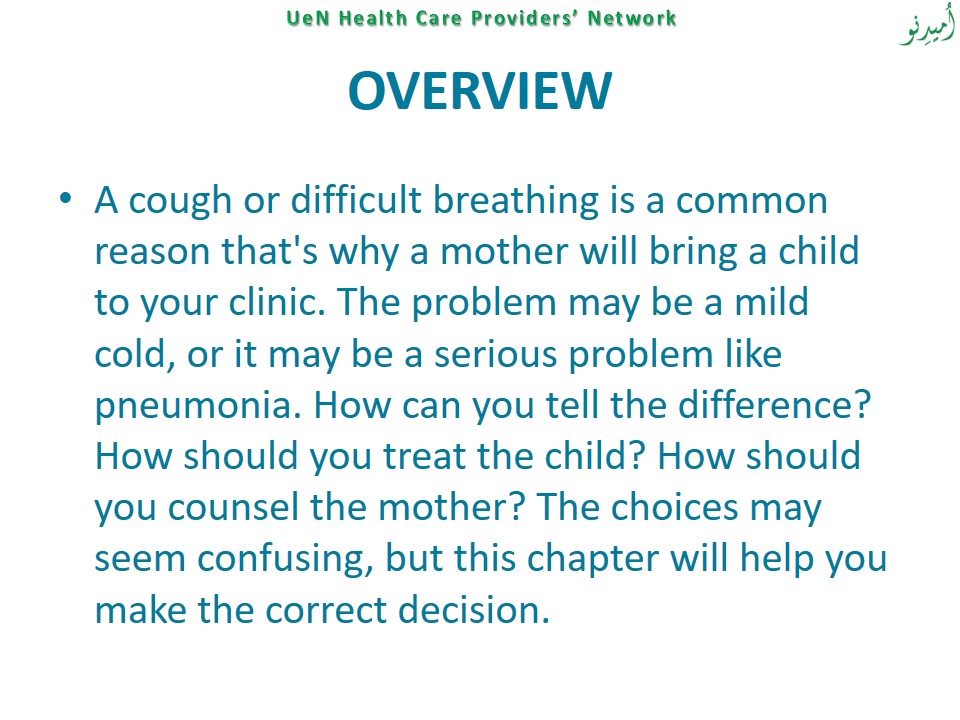 UeN Health Care Providers’ Network
اُمیدِنو
OVERVIEW
• A cough or difficult breathing is a common
reason that's why a mother will bring a child
to your clinic. The problem may be a mild
cold, or it may be a serious problem like
pneumonia. How can you tell the difference?
How should you treat the child? How should
you counsel the mother? The choices may
seem confusing, but this chapter will help you
make the correct decision.